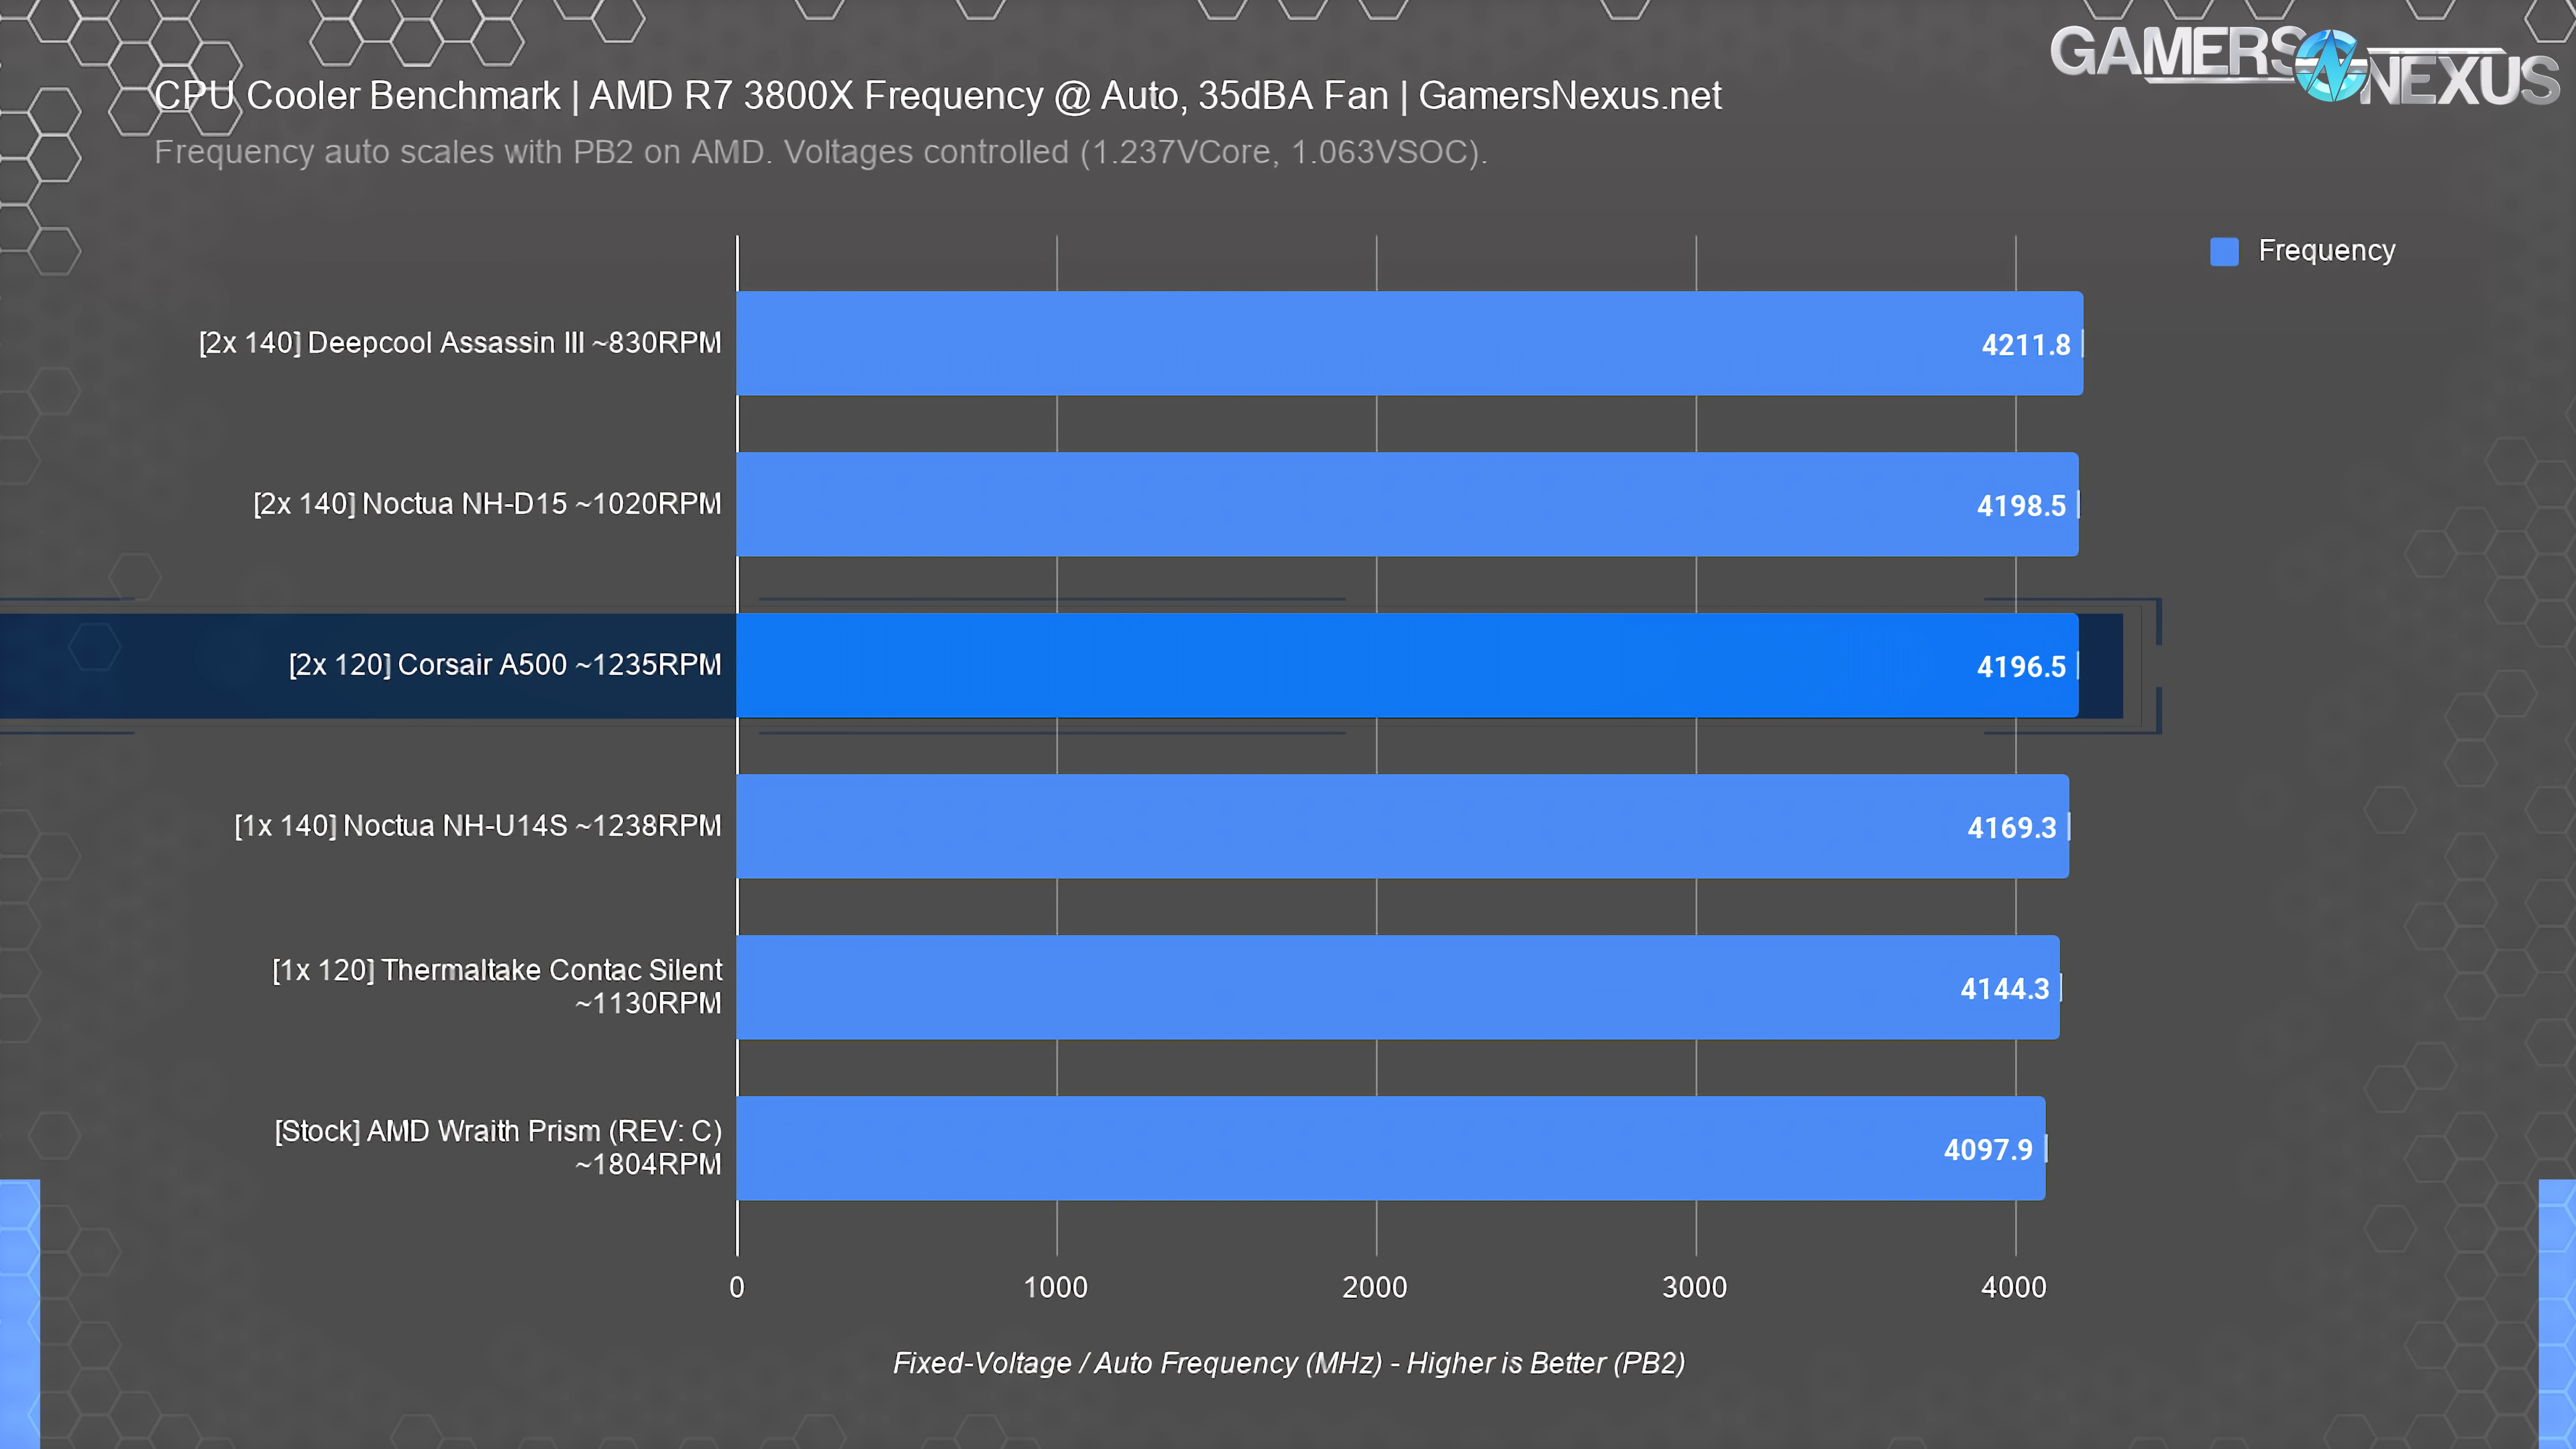 GAMERS NEXUS
CPU Cooler Benchmark | AMD R7 3800X Frequency @ Auto, 35dBA Fan | GamersNexus.net
Frequency auto scales with PB2 on AMD. Voltages controlled (1.237VCore, 1.063VSOC).
Frequency
[2x 140] Deepcool Assassin III ~830RPM
4211.8
[2x 140] Noctua NH-D15 ~1020RPM
4198.5
[2x 120] Corsair A500 ~1235RPM
4196.5
[1x 140] Noctua NH-U14S ~1238RPM
4169.3
[1x 120] Thermaltake Contac Silent
~1130RPM
4144.3
[Stock] AMD Wraith Prism (REV: C)
~1804RPM
4097.9
0 1000 2000 3000 4000
Fixed-Voltage / Auto Frequency (MHz) - Higher is Better (PB2)